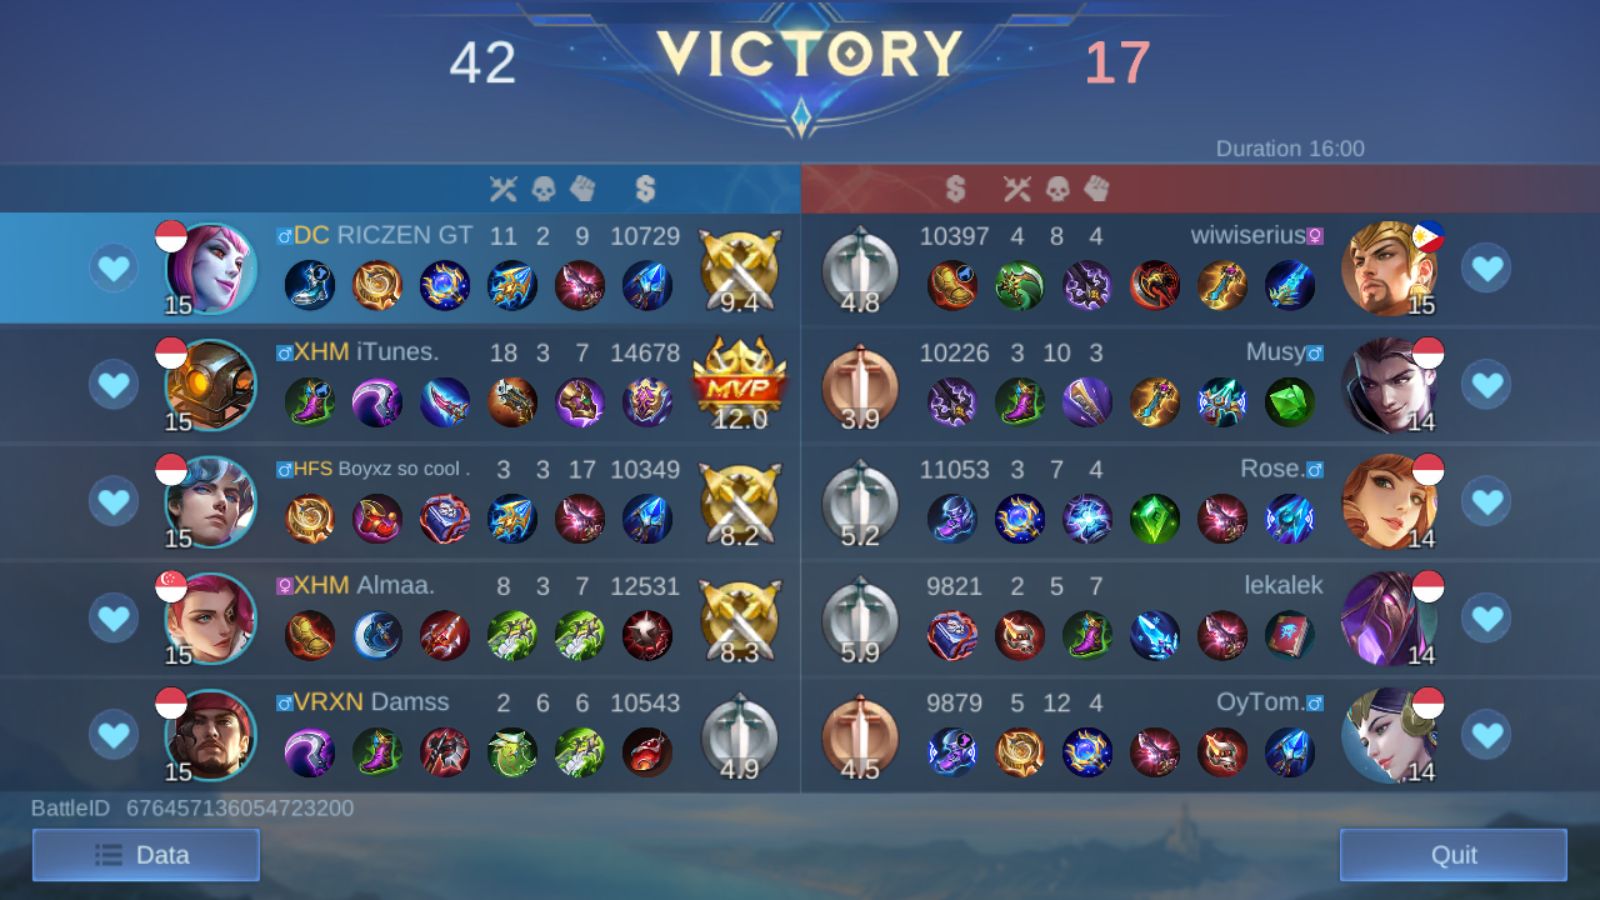 42 VICTORY 17
Duration 16:00
DC RICZEN GT 11 2 9 10729
15 9.4
10397 4 8 4 wiwiserius
4.8 15
XHM iTunes. 18 3 7 14678
15 MVP 12.0
10226 3 10 3 Musy
3.9 14
HFS Boyxz so cool . 3 3 17 10349
15 8.2
11053 3 7 4 Rose.
5.2 14
XHM Almaa. 8 3 7 12531
15 8.3
9821 2 5 7 lekalek
5.9 14
VRXN Damss 2 6 6 10543
15 4.9
9879 5 12 4 OyTom.
4.5 14
BattleID 676457136054723200
Data Quit